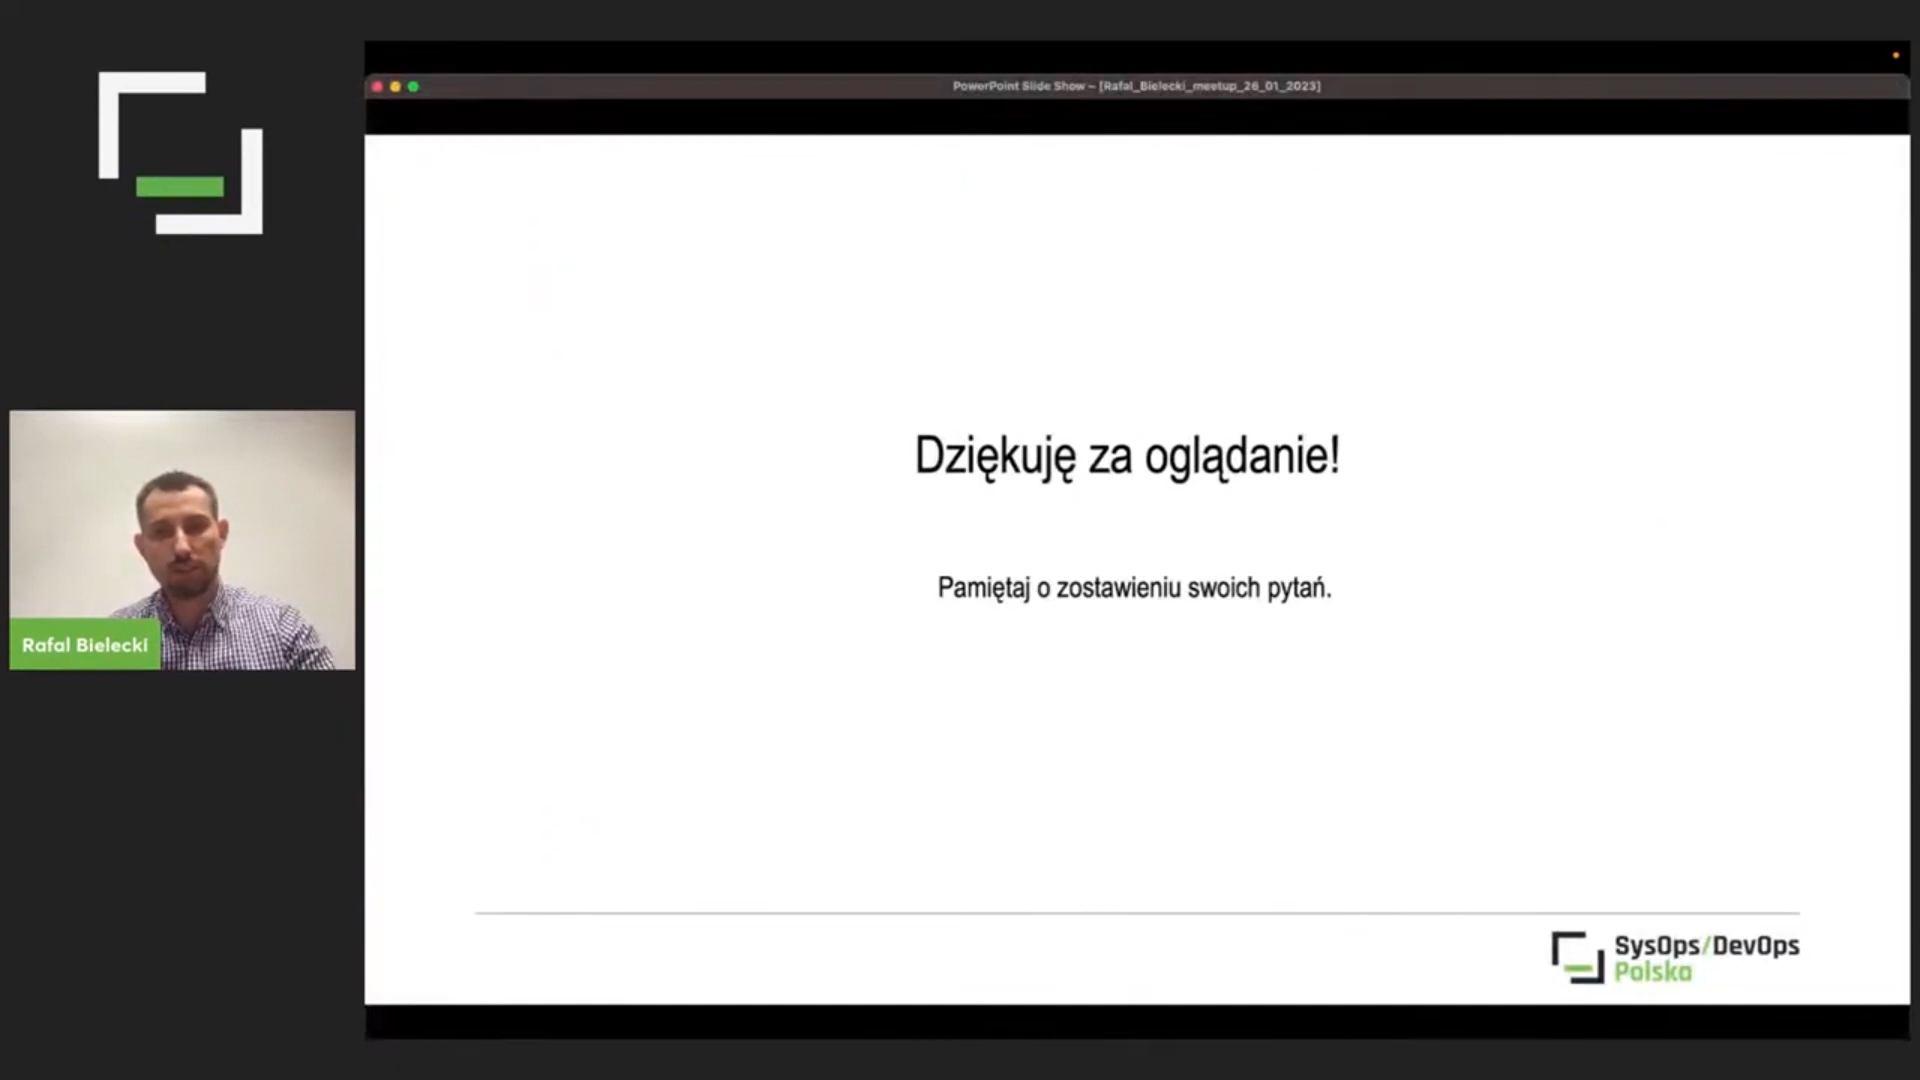 PowerPoint Slide Show – [Rafal_Bielecki_meetup_26_01_2023]
Dziękuję za oglądanie!
Pamiętaj o zostawieniu swoich pytań.
Rafal Bielecki
SysOps/DevOps
Polska